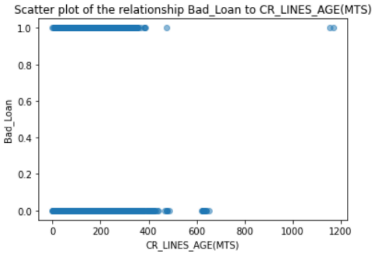 Scatter plot of the relationship Bad_Loan to CR_LINES_AGE(MTS)
1.0
0.8
0.6
0.4
0.2
0.0
Bad_Loan
0 200 400 600 800 1000 1200
CR_LINES_AGE(MTS)